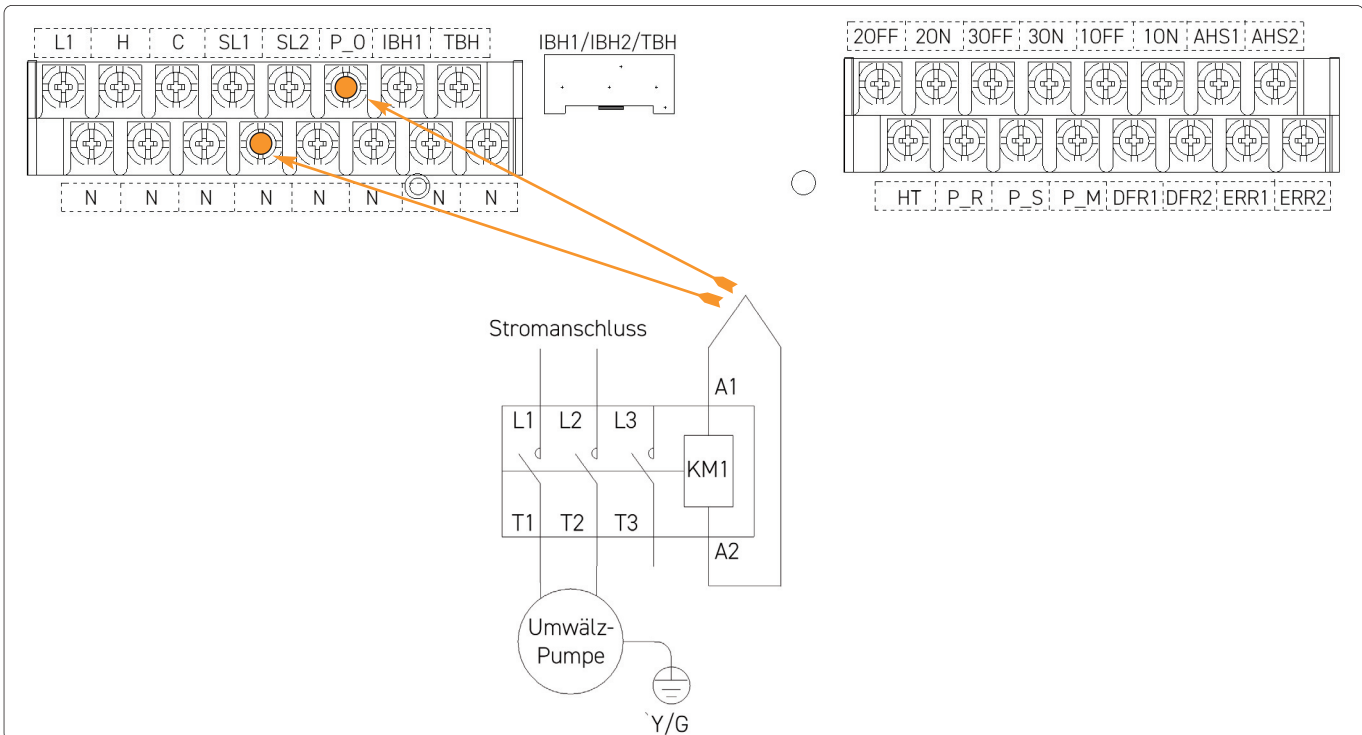 L1 H C SL1 SL2 P_O IBH1 TBH
IBH1/IBH2/TBH
2OFF 2ON 3OFF 3ON 1OFF 1ON AHS1 AHS2
N N N N N N N N
HT P_R P_S P_M DFR1 DFR2 ERR1 ERR2
Stromanschluss
A1
L1 L2 L3
KM1
T1 T2 T3
A2
Umwälz-
Pumpe
`Y/G